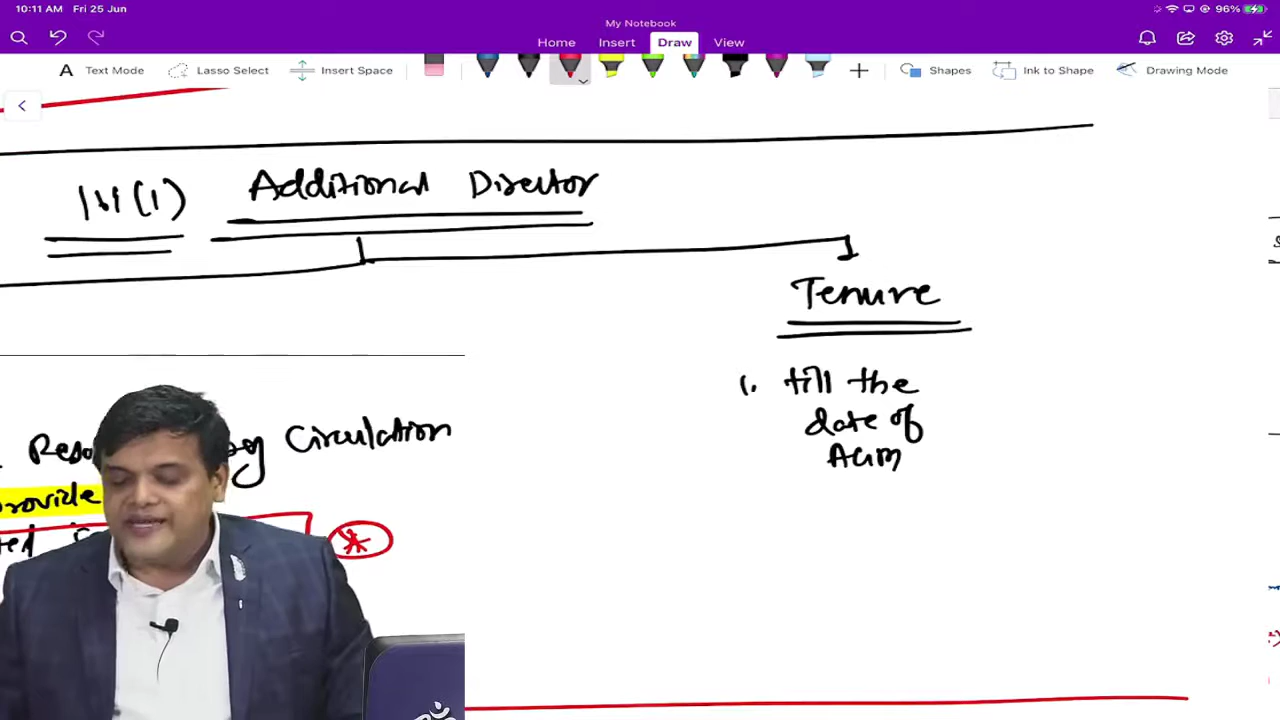 10:11 AM Fri 25 Jun
96%
My Notebook
Home Insert Draw View
Text Mode Lasso Select Insert Space Shapes Ink to Shape Drawing Mode
161(1) Additional Director
Tenure
1. till the
date of
AGM
Circulation
provide